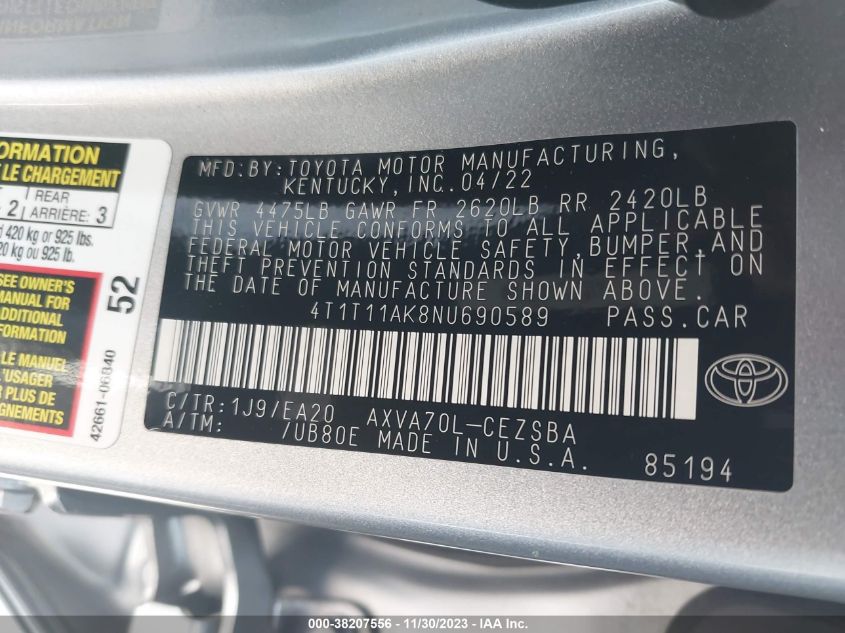 ORMATION
LE CHARGEMENT
2 REAR
ARRIÈRE: 3
d 420 kg or 925 lbs.
20 kg ou 925 lb.
SEE OWNER'S
MANUAL FOR
ADDITIONAL
FORMATION
LE MANUEL
L'USAGER
R PLUS DE
52
42661-06840
MFD. BY: TOYOTA MOTOR MANUFACTURING,
KENTUCKY, INC. 04/22
GVWR 4475LB GAWR FR 2620LB RR 2420LB
THIS VEHICLE CONFORMS TO ALL APPLICABLE
FEDERAL MOTOR VEHICLE SAFETY, BUMPER, AND
THEFT PREVENTION STANDARDS IN EFFECT ON
THE DATE OF MANUFACTURE SHOWN ABOVE.
4T1T11AK8NU690589 PASS.CAR
C/TR: 1J9/EA20 AXVA70L-CEZSBA
A/TM: /UB80E MADE IN U.S.A.
85194
000-38207556 - 11/30/2023 - IAAI.com